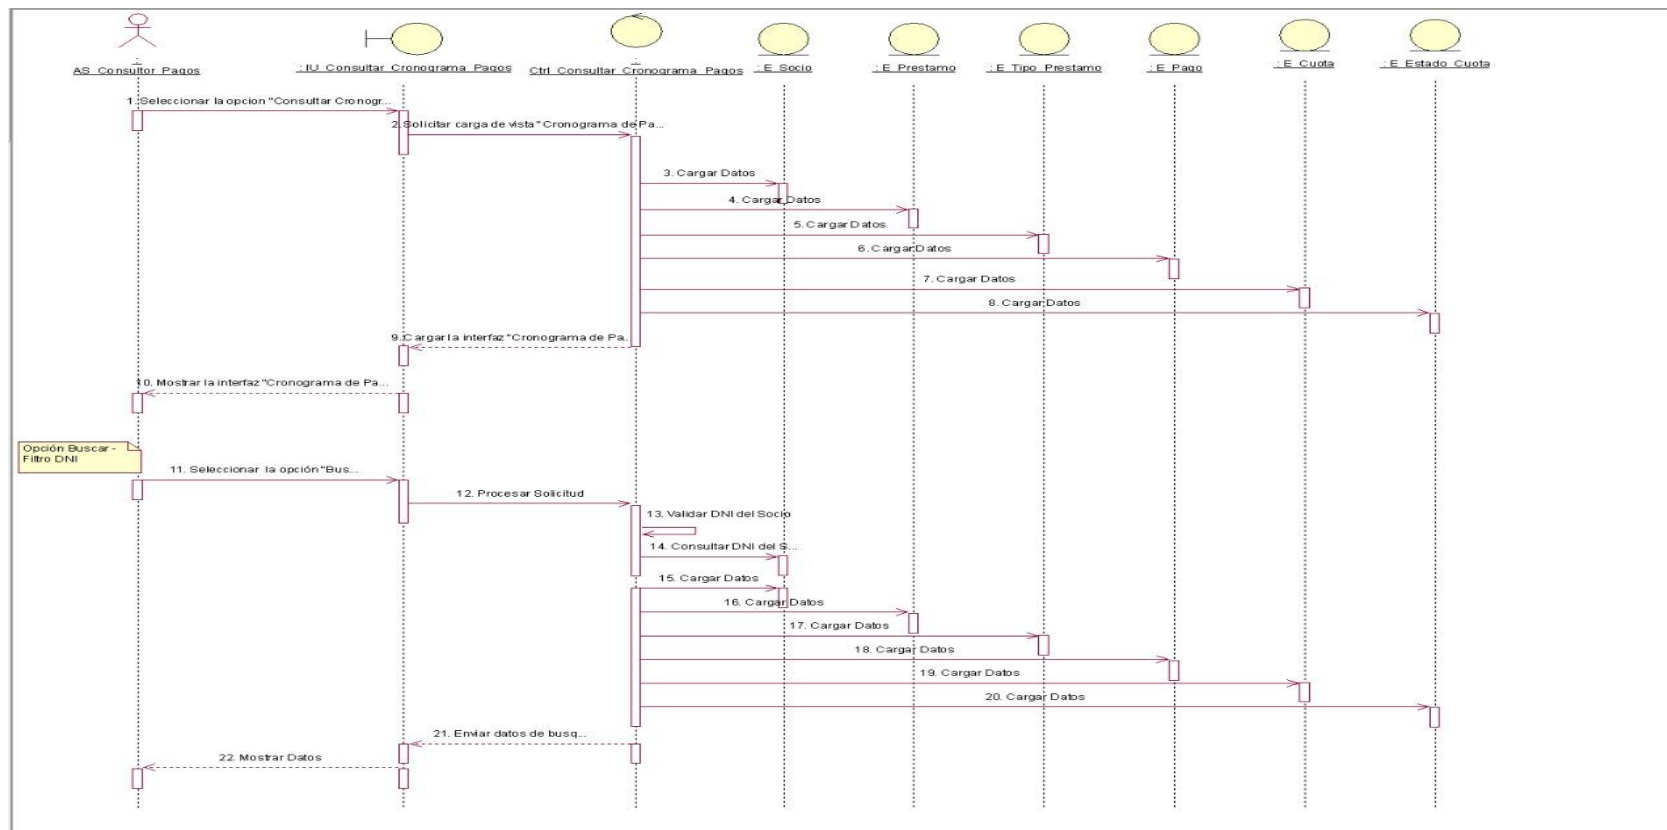 : AS_Consultor_Pagos
: IU_Consultar_Cronograma_Pagos
: Ctrl_Consultar_Cronograma_Pagos
: E_Socio
: E_Prestamo
: E_Tipo_Prestamo
: E_Pago
: E_Cuota
: E_Estado_Cuota
1. Seleccionar la opcion "Consultar Cronogr...
2. Solicitar carga de vista "Cronograma de Pa...
3. Cargar Datos
4. Cargar Datos
5. Cargar Datos
6. Cargar Datos
7. Cargar Datos
8. Cargar Datos
9. Cargar la interfaz "Cronograma de Pa...
10. Mostrar la interfaz "Cronograma de Pa...
Opción Buscar -
Filtro DNI
11. Seleccionar la opción "Bus...
12. Procesar Solicitud
13. Validar DNI del Socio
14. Consultar DNI del S...
15. Cargar Datos
16. Cargar Datos
17. Cargar Datos
18. Cargar Datos
19. Cargar Datos
20. Cargar Datos
21. Enviar datos de busq...
22. Mostrar Datos